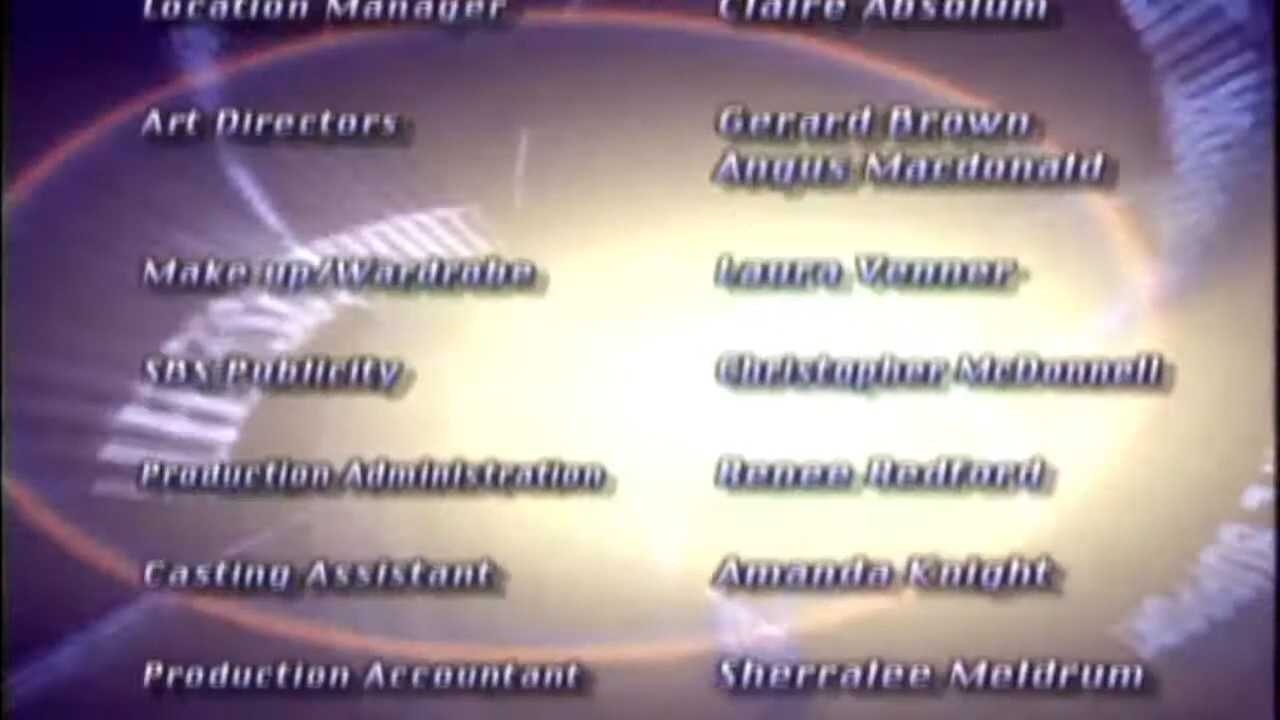 Location Manager Claire Absolum
Art Directors Gerard Brown
Angus Macdonald
Make up/Wardrobe Laura Venner
SBS Publicity Christopher McDonnell
Production Administration Renee Redford
Casting Assistant Amanda Knight
Production Accountant Sherralee Meldrum